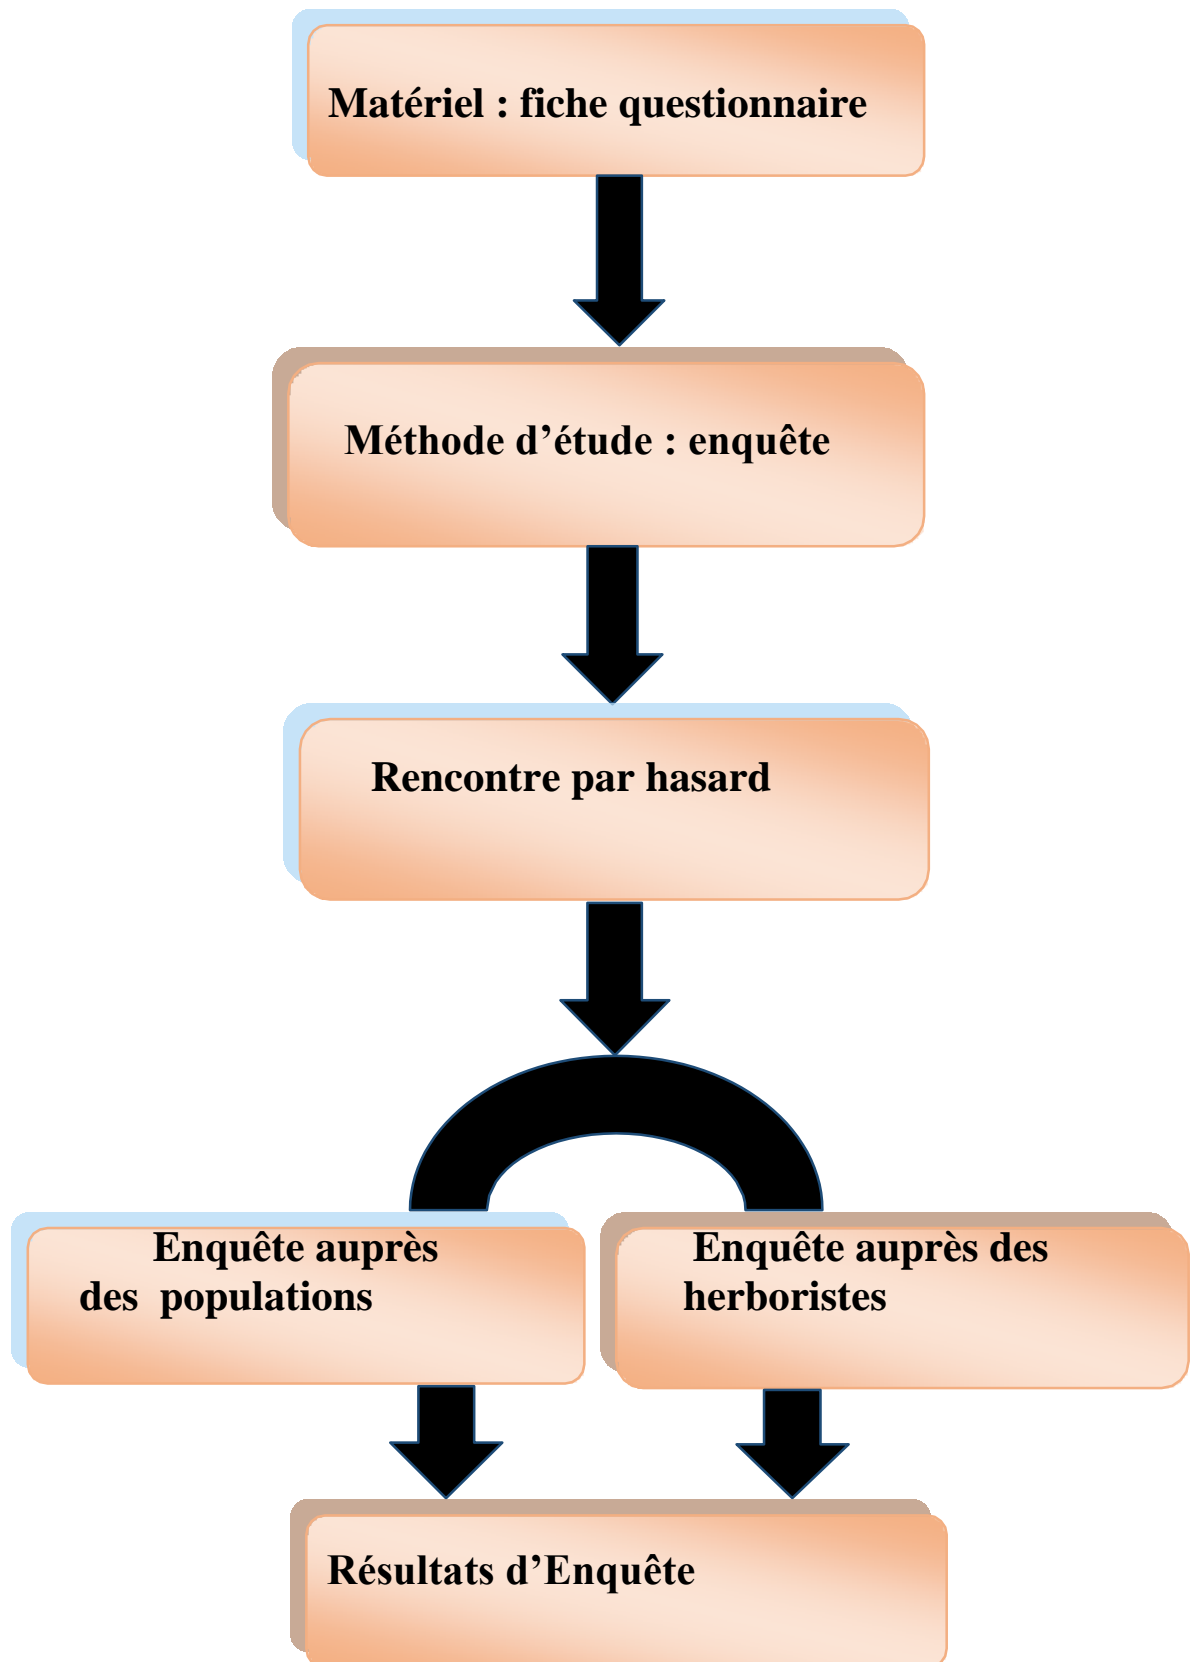 Matériel : fiche questionnaire
Méthode d’étude : enquête
Rencontre par hasard
Enquête auprès
des populations
Enquête auprès des
herboristes
Résultats d’Enquête